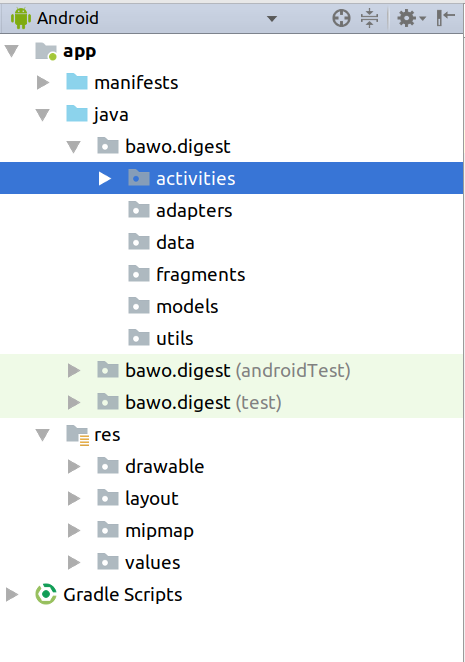 Android
app
manifests
java
bawo.digest
activities
adapters
data
fragments
models
utils
bawo.digest (androidTest)
bawo.digest (test)
res
drawable
layout
mipmap
values
Gradle Scripts